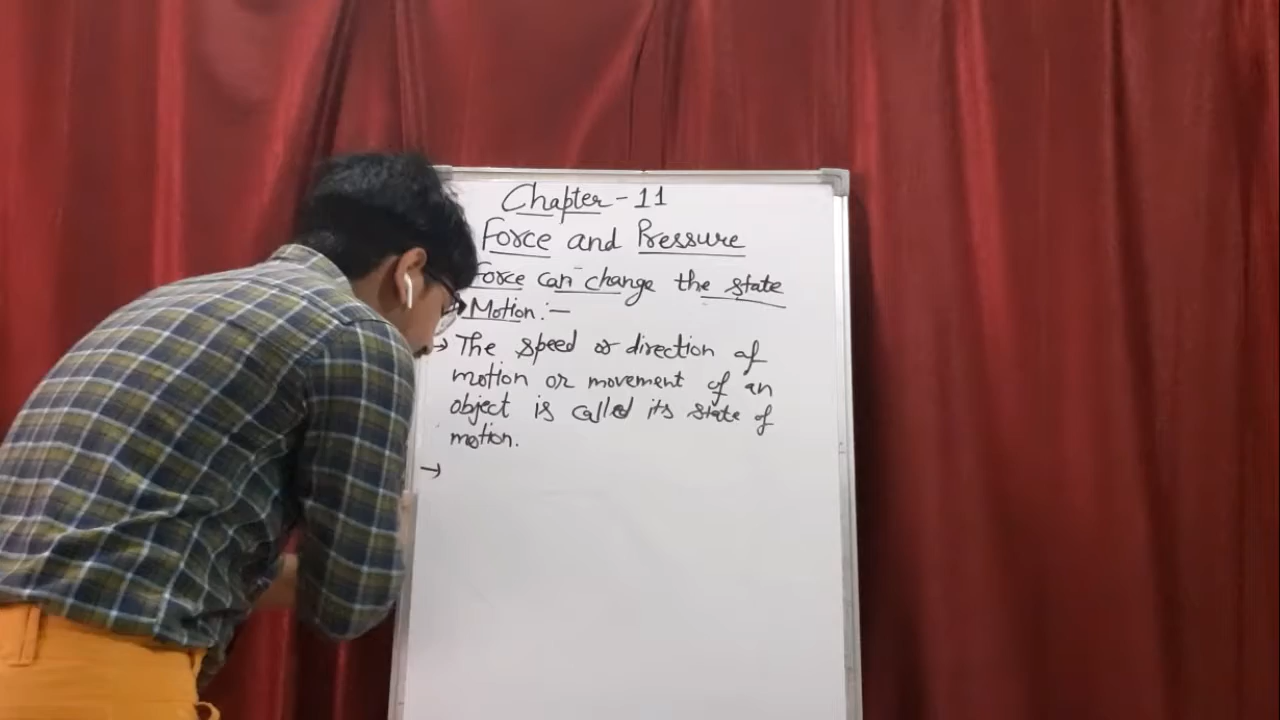 Chapter - 11
Force and Pressure
Force can change the state
→ Motion :-
→ The speed or direction of
motion or movement of an
object is called its state of
motion.
→